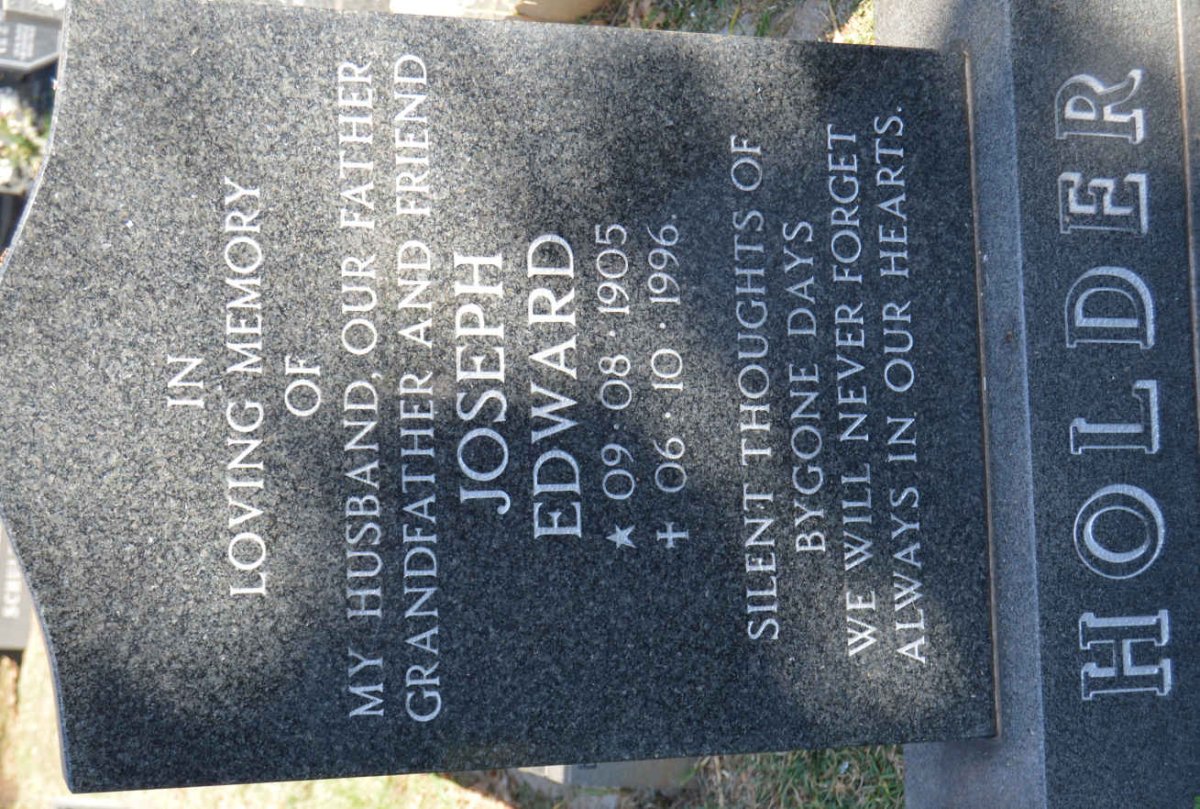 IN
LOVING MEMORY
OF
MY HUSBAND, OUR FATHER
GRANDFATHER AND FRIEND
JOSEPH
EDWARD
★ 09·08·1905
✝ 06·10·1996.
SILENT THOUGHTS OF
BYGONE DAYS
WE WILL NEVER FORGET
ALWAYS IN OUR HEARTS.
HOLDER